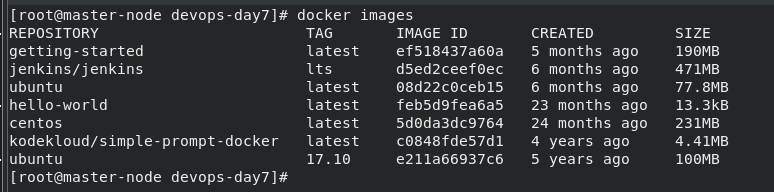 [root@master-node devops-day7]# docker images
REPOSITORY TAG IMAGE ID CREATED SIZE
getting-started latest ef518437a60a 5 months ago 190MB
jenkins/jenkins lts d5ed2ceef0ec 6 months ago 471MB
ubuntu latest 08d22c0ceb15 6 months ago 77.8MB
hello-world latest feb5d9fea6a5 23 months ago 13.3kB
centos latest 5d0da3dc9764 24 months ago 231MB
kodekloud/simple-prompt-docker latest c0848fde57d1 4 years ago 4.41MB
ubuntu 17.10 e211a66937c6 5 years ago 100MB
[root@master-node devops-day7]#